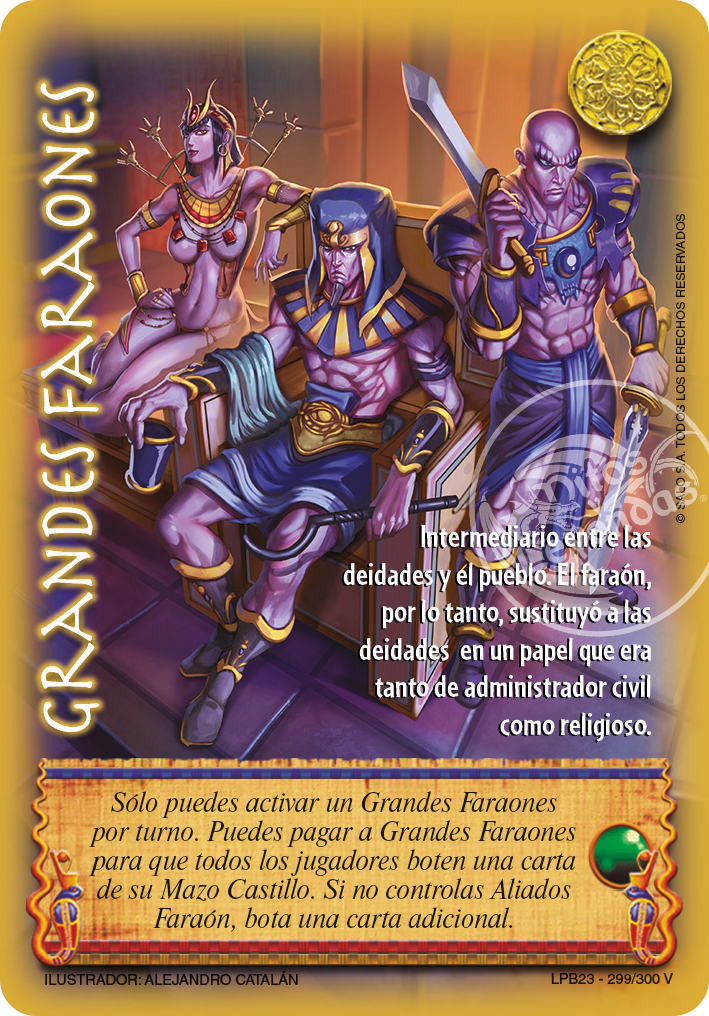 GRANDES FARAONES
© SALO S.A. TODOS LOS DERECHOS RESERVADOS
Mitos
Leyendas®
Intermediario entre las
deidades y él pueblo. El faraón,
por lo tanto, sustituyó a las
deidades en un papel que era
tanto de administrador civil
como religioso.
Sólo puedes activar un Grandes Faraones
por turno. Puedes pagar a Grandes Faraones
para que todos los jugadores boten una carta
de su Mazo Castillo. Si no controlas Aliados
Faraón, bota una carta adicional.
ILUSTRADOR: ALEJANDRO CATALÁN
LPB23 - 299/300 V